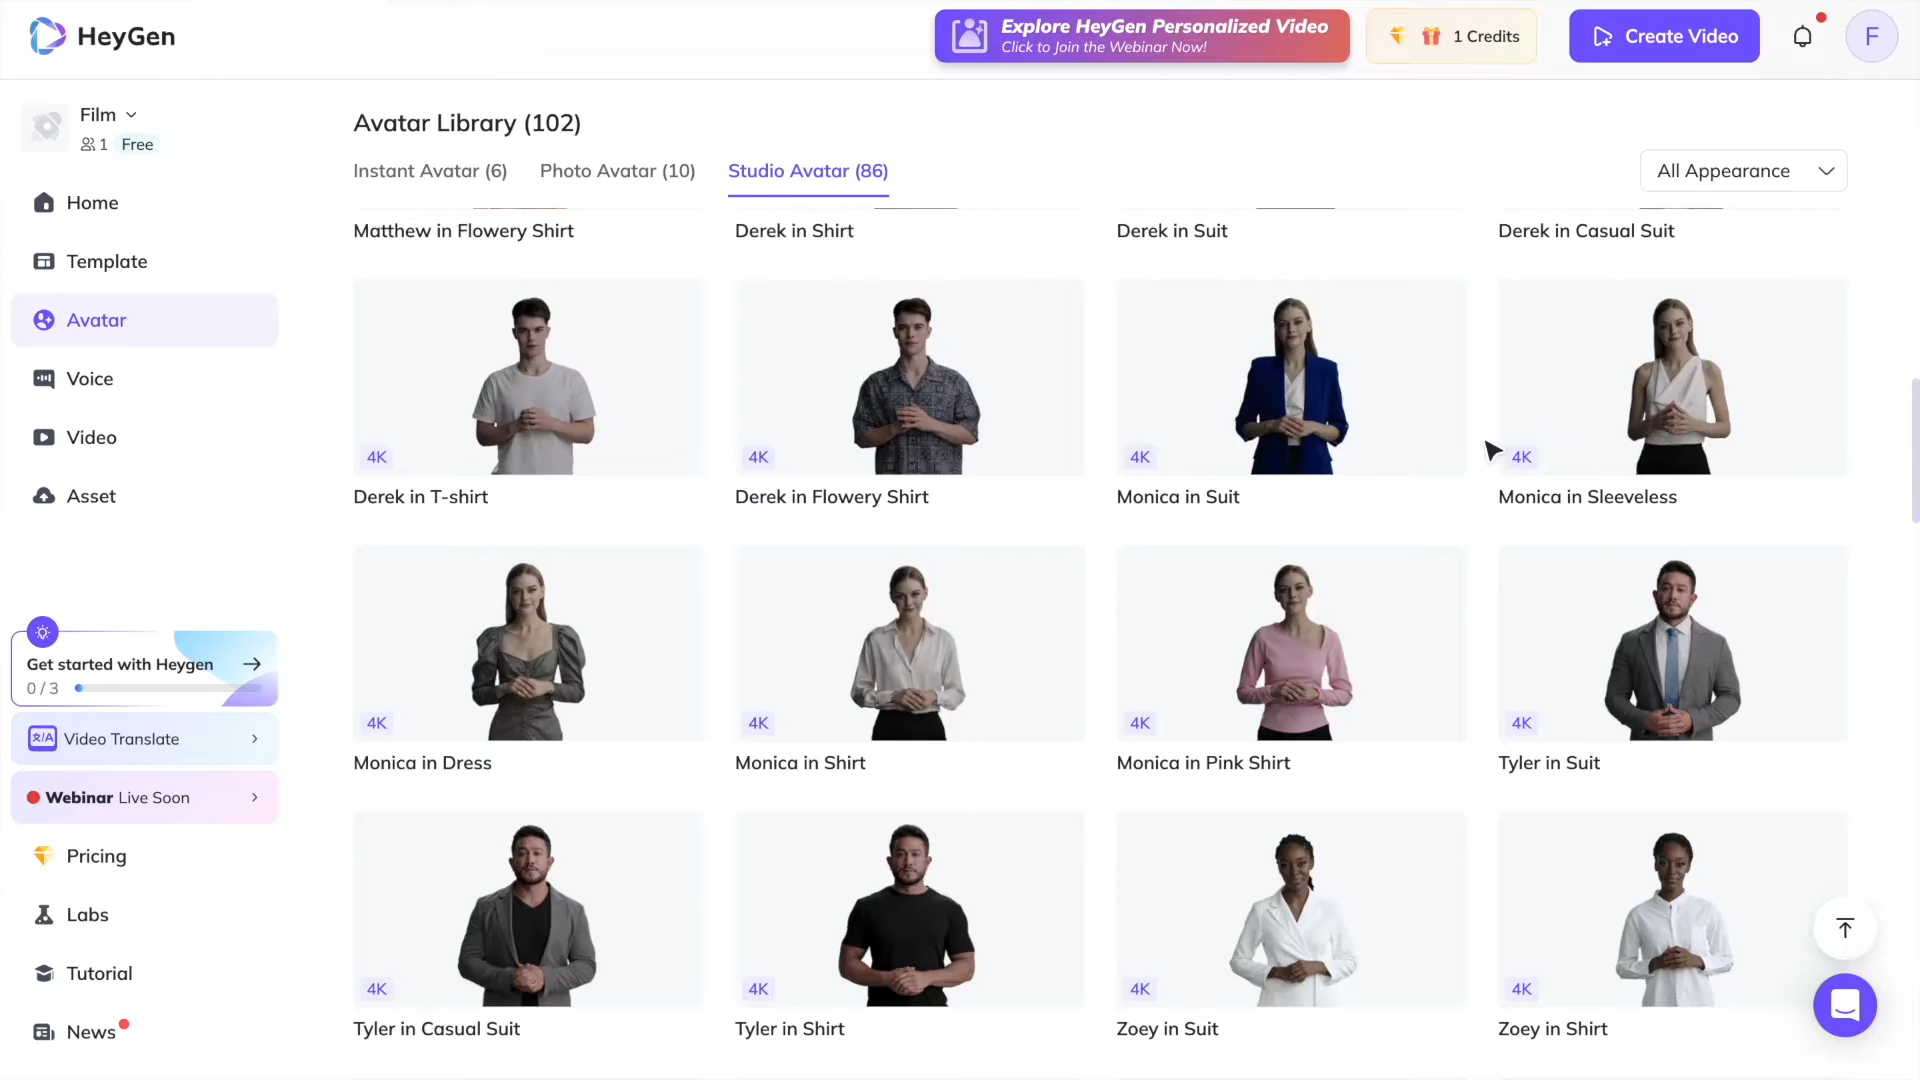 HeyGen
Explore HeyGen Personalized Video
Click to Join the Webinar Now!
1 Credits
Create Video
F
Film
1 Free
Home
Template
Avatar
Voice
Video
Asset
Get started with Heygen
0 / 3
Video Translate
Webinar Live Soon
Pricing
Labs
Tutorial
News
Avatar Library (102)
Instant Avatar (6) Photo Avatar (10) Studio Avatar (86)
All Appearance
Matthew in Flowery Shirt Derek in Shirt Derek in Suit Derek in Casual Suit
4K 4K 4K 4K
Derek in T-shirt Derek in Flowery Shirt Monica in Suit Monica in Sleeveless
4K 4K 4K 4K
Monica in Dress Monica in Shirt Monica in Pink Shirt Tyler in Suit
4K 4K 4K 4K
Tyler in Casual Suit Tyler in Shirt Zoey in Suit Zoey in Shirt